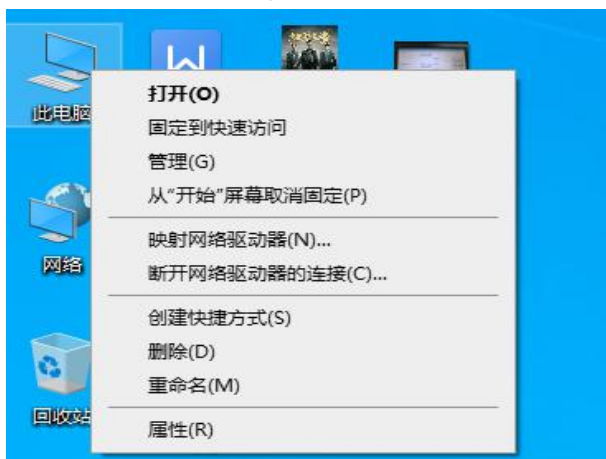 此电脑
打开(O)
固定到快速访问
管理(G)
从"开始"屏幕取消固定(P)
映射网络驱动器(N)...
网络
断开网络驱动器的连接(C)...
创建快捷方式(S)
删除(D)
重命名(M)
回收站
属性(R)